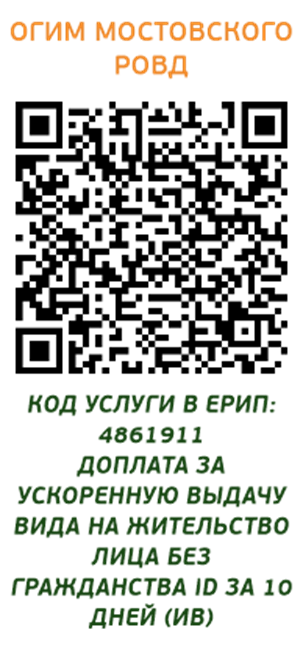 ОГИМ МОСТОВСКОГО
РОВД
КОД УСЛУГИ В ЕРИП:
4861911
ДОПЛАТА ЗА
УСКОРЕННУЮ ВЫДАЧУ
ВИДА НА ЖИТЕЛЬСТВО
ЛИЦА БЕЗ
ГРАЖДАНСТВА ID ЗА 10
ДНЕЙ (ИВ)